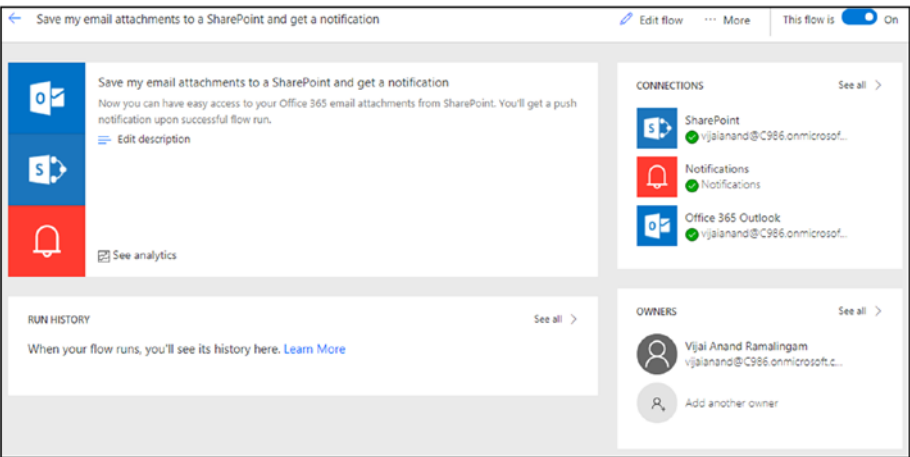 Save my email attachments to a SharePoint and get a notification
Edit flow
More
This flow is
On
Save my email attachments to a SharePoint and get a notification
Now you can have easy access to your Office 365 email attachments from SharePoint. You'll get a push
notification upon successful flow run.
Edit description
See analytics
RUN HISTORY
See all
When your flow runs, you'll see its history here. Learn More
CONNECTIONS
See all
SharePoint
vijaianand@C986.onmicrosof...
Notifications
Notifications
Office 365 Outlook
vijaianand@C986.onmicrosof...
OWNERS
See all
Vijai Anand Ramalingam
vijaianand@C986.onmicrosoft.c...
Add another owner